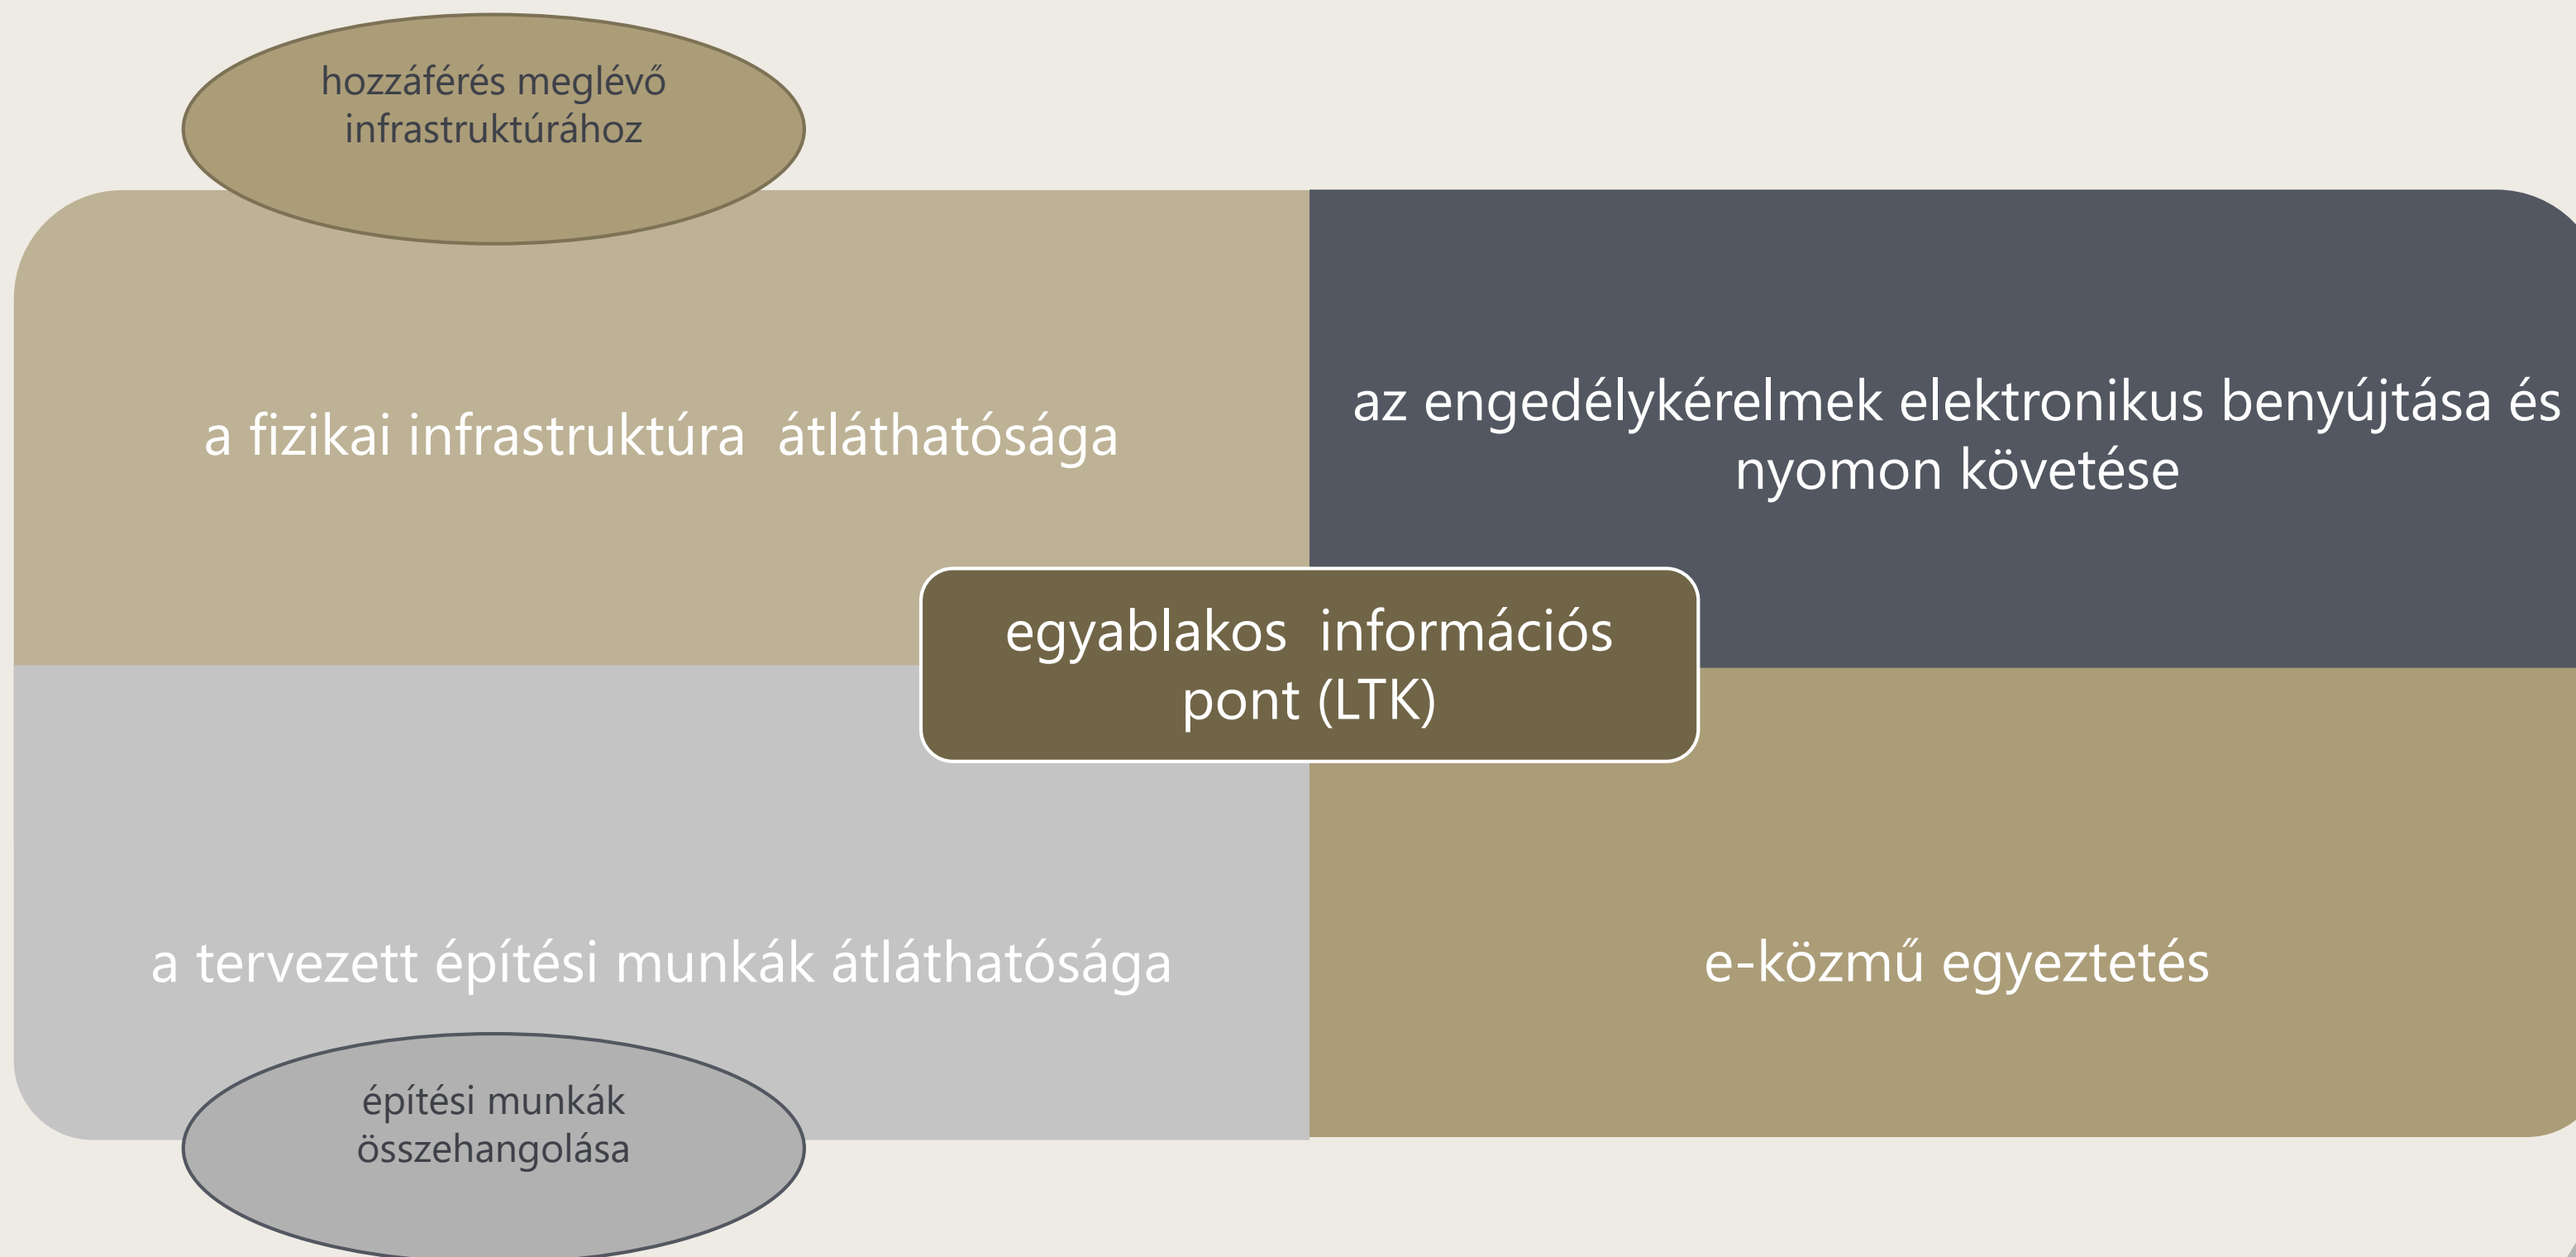 hozzáférés meglévő
infrastruktúrához
a fizikai infrastruktúra  átláthatósága
az engedélykérelmek elektronikus benyújtása és
nyomon követése
egyablakos  információs
pont (LTK)
a tervezett építési munkák átláthatósága
e-közmű egyeztetés
építési munkák
összehangolása